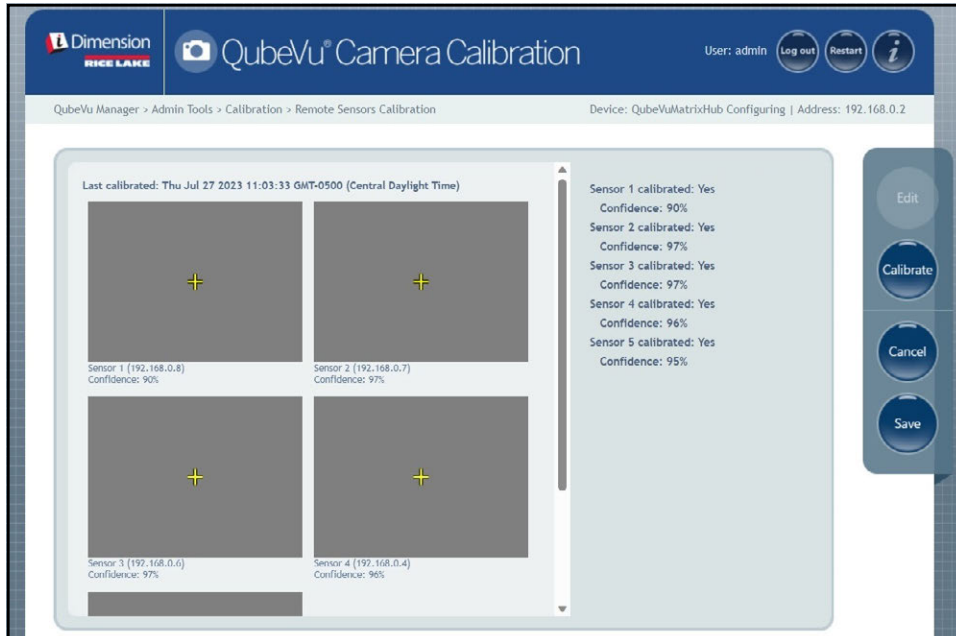 iDimension
RICE LAKE
QubeVu® Camera Calibration
User: admin
Log out
Restart
i
QubeVu Manager > Admin Tools > Calibration > Remote Sensors Calibration
Device: QubeVuMatrixHub Configuring | Address: 192.168.0.2
Last calibrated: Thu Jul 27 2023 11:03:33 GMT-0500 (Central Daylight Time)
Sensor 1 (192.168.0.8)
Confidence: 90%
Sensor 2 (192.168.0.7)
Confidence: 97%
Sensor 3 (192.168.0.6)
Confidence: 97%
Sensor 4 (192.168.0.4)
Confidence: 96%
Sensor 1 calibrated: Yes
Confidence: 90%
Sensor 2 calibrated: Yes
Confidence: 97%
Sensor 3 calibrated: Yes
Confidence: 97%
Sensor 4 calibrated: Yes
Confidence: 96%
Sensor 5 calibrated: Yes
Confidence: 95%
Edit
Calibrate
Cancel
Save